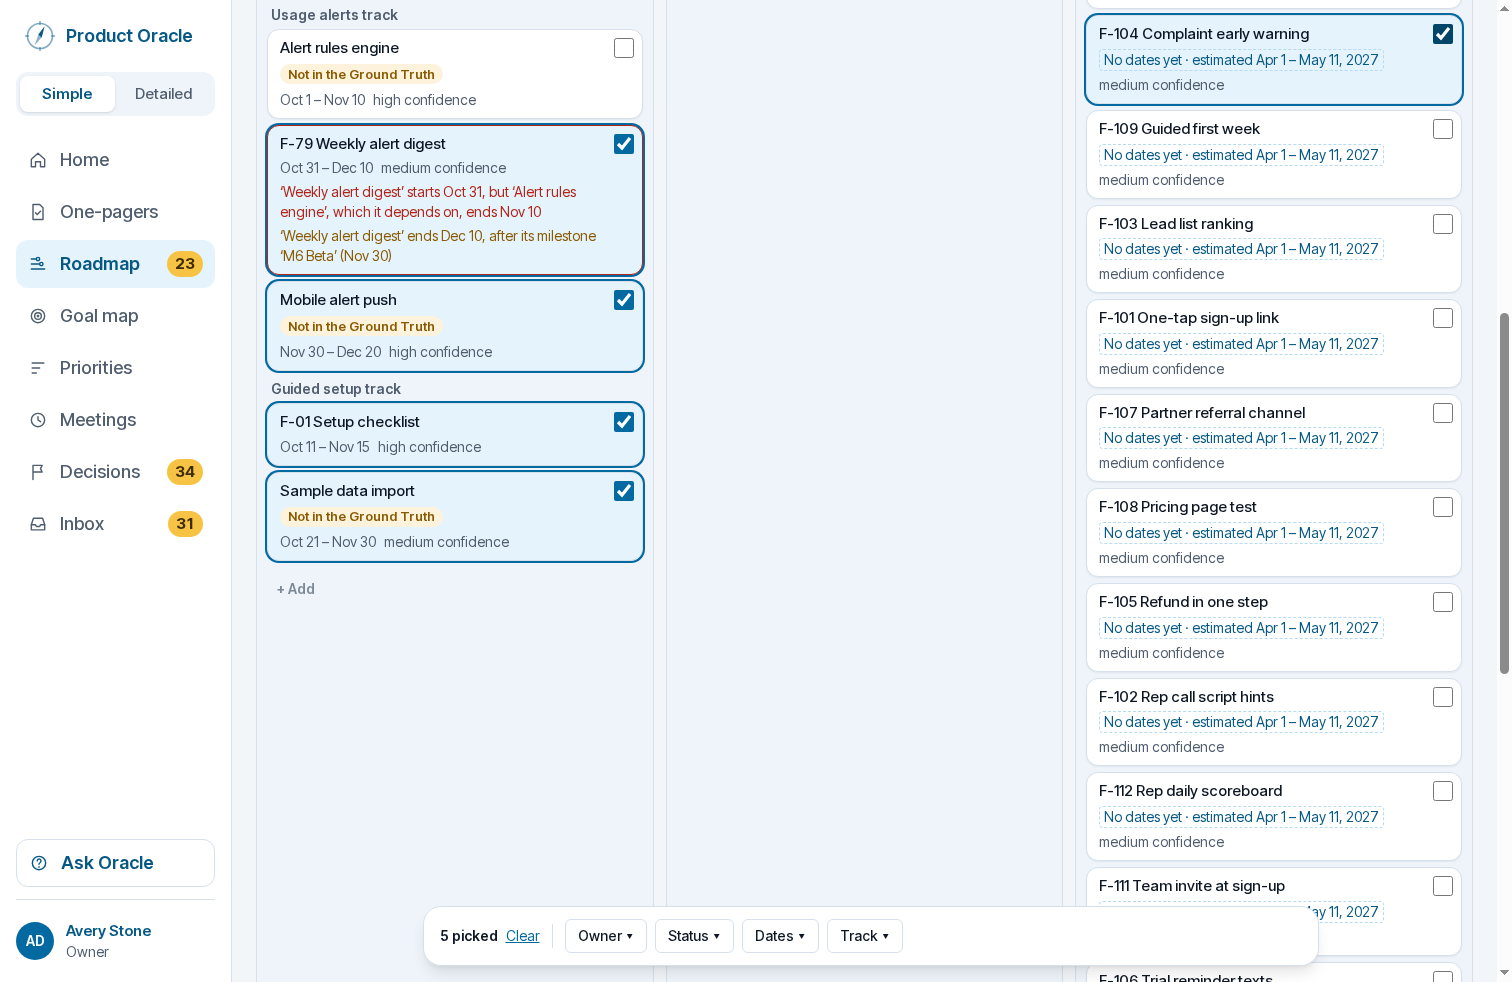 Product Oracle
Simple
Detailed
Home
One-pagers
Roadmap
23
Goal map
Priorities
Meetings
Decisions
34
Inbox
31
Ask Oracle
AD
Avery Stone
Owner
Usage alerts track
Alert rules engine
Not in the Ground Truth
Oct 1 – Nov 10 high confidence
F-79 Weekly alert digest
Oct 31 – Dec 10 medium confidence
‘Weekly alert digest’ starts Oct 31, but ‘Alert rules
engine’, which it depends on, ends Nov 10
‘Weekly alert digest’ ends Dec 10, after its milestone
‘M6 Beta’ (Nov 30)
Mobile alert push
Not in the Ground Truth
Nov 30 – Dec 20 high confidence
Guided setup track
F-01 Setup checklist
Oct 11 – Nov 15 high confidence
Sample data import
Not in the Ground Truth
Oct 21 – Nov 30 medium confidence
+ Add
F-104 Complaint early warning
No dates yet · estimated Apr 1 – May 11, 2027
medium confidence
F-109 Guided first week
No dates yet · estimated Apr 1 – May 11, 2027
medium confidence
F-103 Lead list ranking
No dates yet · estimated Apr 1 – May 11, 2027
medium confidence
F-101 One-tap sign-up link
No dates yet · estimated Apr 1 – May 11, 2027
medium confidence
F-107 Partner referral channel
No dates yet · estimated Apr 1 – May 11, 2027
medium confidence
F-108 Pricing page test
No dates yet · estimated Apr 1 – May 11, 2027
medium confidence
F-105 Refund in one step
No dates yet · estimated Apr 1 – May 11, 2027
medium confidence
F-102 Rep call script hints
No dates yet · estimated Apr 1 – May 11, 2027
medium confidence
F-112 Rep daily scoreboard
No dates yet · estimated Apr 1 – May 11, 2027
medium confidence
F-111 Team invite at sign-up
11, 2027
F-106 Trial reminder texts
5 picked Clear Owner ▾ Status ▾ Dates ▾ Track ▾